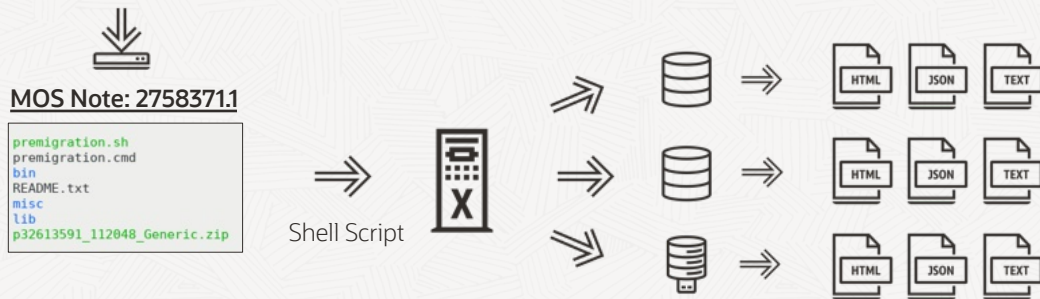 MOS Note: 2758371.1
premigration.sh
premigration.cmd
bin
README.txt
misc
lib
p32613591_112048_Generic.zip
Shell Script
X
HTML JSON TEXT
HTML JSON TEXT
HTML JSON TEXT